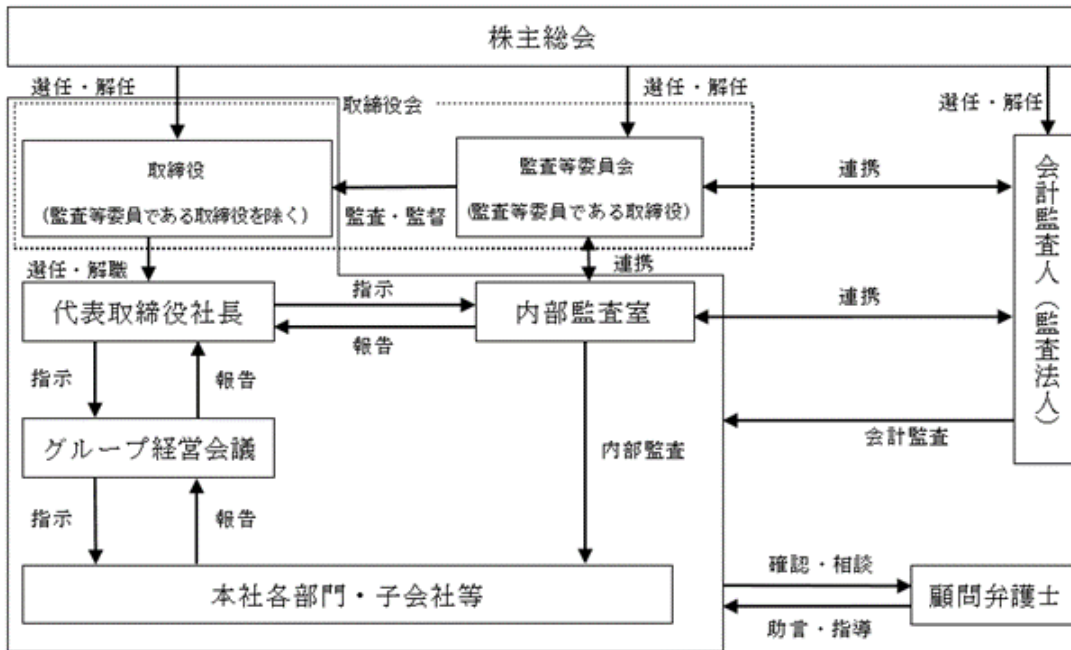 株主総会
選任・解任
選任・解任
選任・解任
取締役会
取締役
(監査等委員である取締役を除く)
監査等委員会
(監査等委員である取締役)
監査・監督
連携
会計監査人(監査法人)
選任・解職
連携
代表取締役社長
指示
報告
内部監査室
連携
指示
報告
グループ経営会議
内部監査
会計監査
指示
報告
本社各部門・子会社等
確認・相談
助言・指導
顧問弁護士